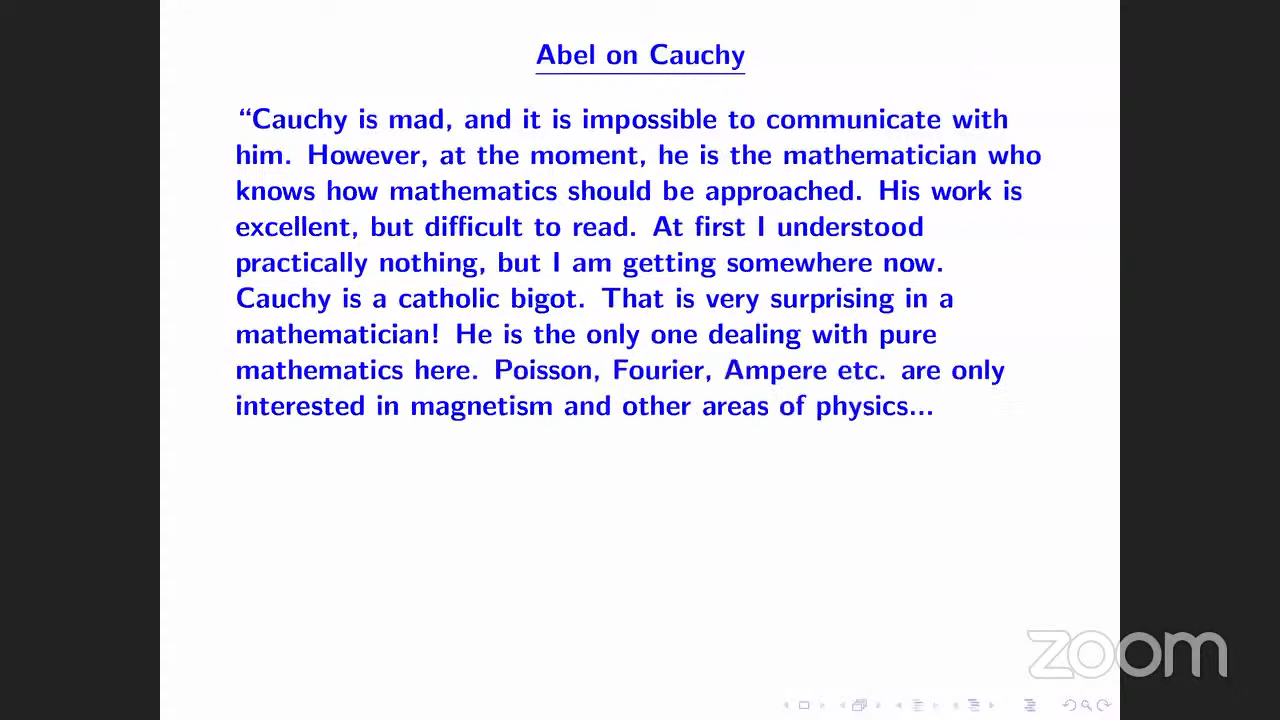 Abel on Cauchy
“Cauchy is mad, and it is impossible to communicate with
him. However, at the moment, he is the mathematician who
knows how mathematics should be approached. His work is
excellent, but difficult to read. At first I understood
practically nothing, but I am getting somewhere now.
Cauchy is a catholic bigot. That is very surprising in a
mathematician! He is the only one dealing with pure
mathematics here. Poisson, Fourier, Ampere etc. are only
interested in magnetism and other areas of physics...
zoom